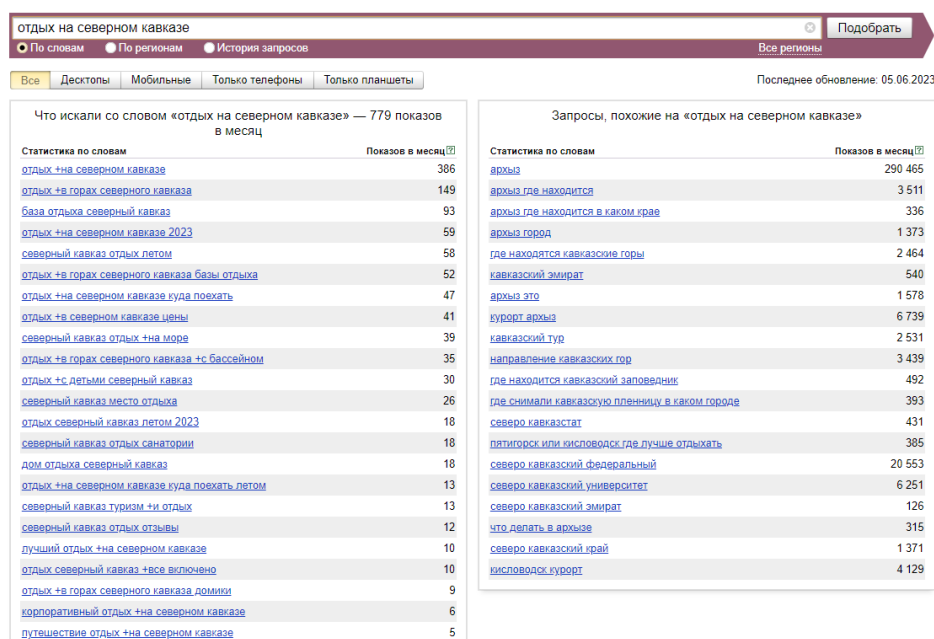 отдых на северном кавказе
Подобрать
По словам По регионам История запросов Все регионы
Все Десктопы Мобильные Только телефоны Только планшеты Последнее обновление: 05.06.2023
Что искали со словом «отдых на северном кавказе» — 779 показов
в месяц
Статистика по словам Показов в месяц ?
отдых +на северном кавказе 386
отдых +в горах северного кавказа 149
база отдыха северный кавказ 93
отдых +на северном кавказе 2023 59
северный кавказ отдых летом 58
отдых +в горах северного кавказа базы отдыха 52
отдых +на северном кавказе куда поехать 47
отдых +в северном кавказе цены 41
северный кавказ отдых +на море 39
отдых +в горах северного кавказа +с бассейном 35
отдых +с детьми северный кавказ 30
северный кавказ место отдыха 26
отдых северный кавказ летом 2023 18
северный кавказ отдых санатории 18
дом отдыха северный кавказ 18
отдых +на северном кавказе куда поехать летом 13
северный кавказ туризм +и отдых 13
северный кавказ отдых отзывы 12
лучший отдых +на северном кавказе 10
отдых северный кавказ +все включено 10
отдых +в горах северного кавказа домики 9
корпоративный отдых +на северном кавказе 6
путешествие отдых +на северном кавказе 5
Запросы, похожие на «отдых на северном кавказе»
Статистика по словам Показов в месяц ?
архыз 290 465
архыз где находится 3 511
архыз где находится в каком крае 336
архыз город 1 373
где находятся кавказские горы 2 464
кавказский эмират 540
архыз это 1 578
курорт архыз 6 739
кавказский тур 2 531
направление кавказских гор 3 439
где находится кавказский заповедник 492
где снимали кавказскую пленницу в каком городе 393
северо кавказстат 431
пятигорск или кисловодск где лучше отдыхать 385
северо кавказский федеральный 20 553
северо кавказский университет 6 251
северо кавказский эмират 126
что делать в архызе 315
северо кавказский край 1 371
кисловодск курорт 4 129